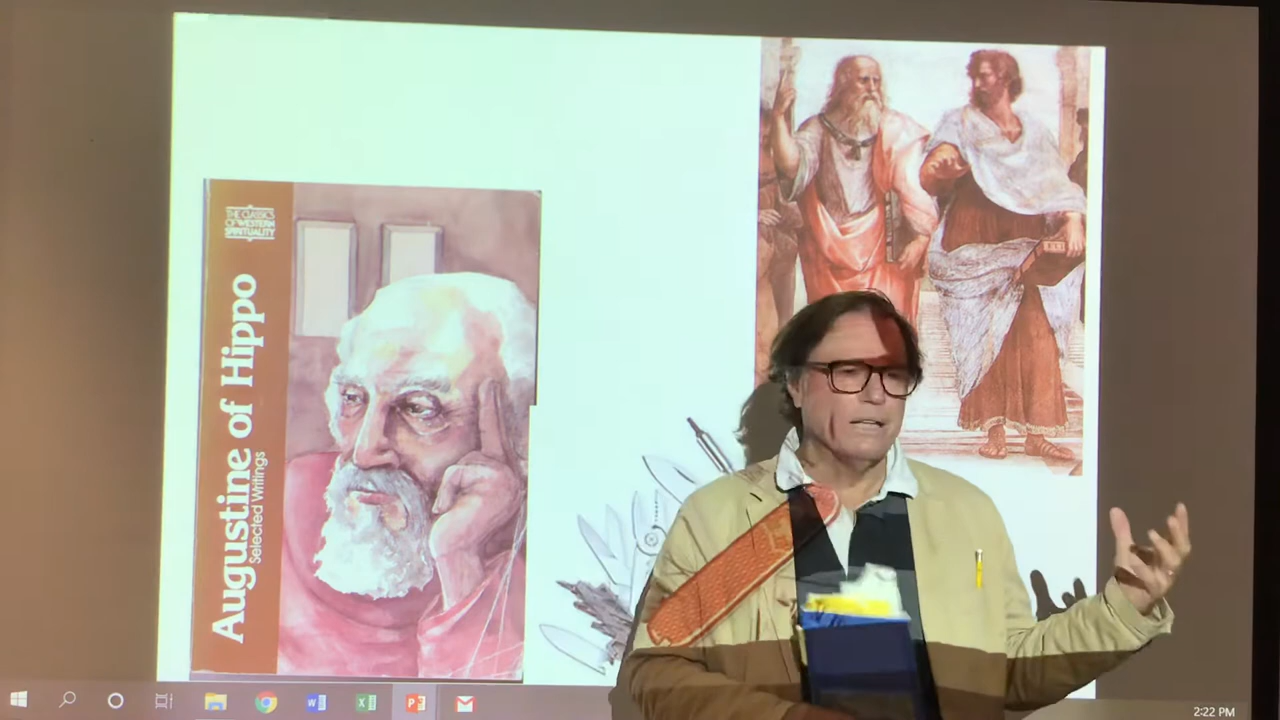 THE CLASSICS
OF WESTERN
SPIRITUALITY
Augustine of Hippo
Selected Writings
2:22 PM